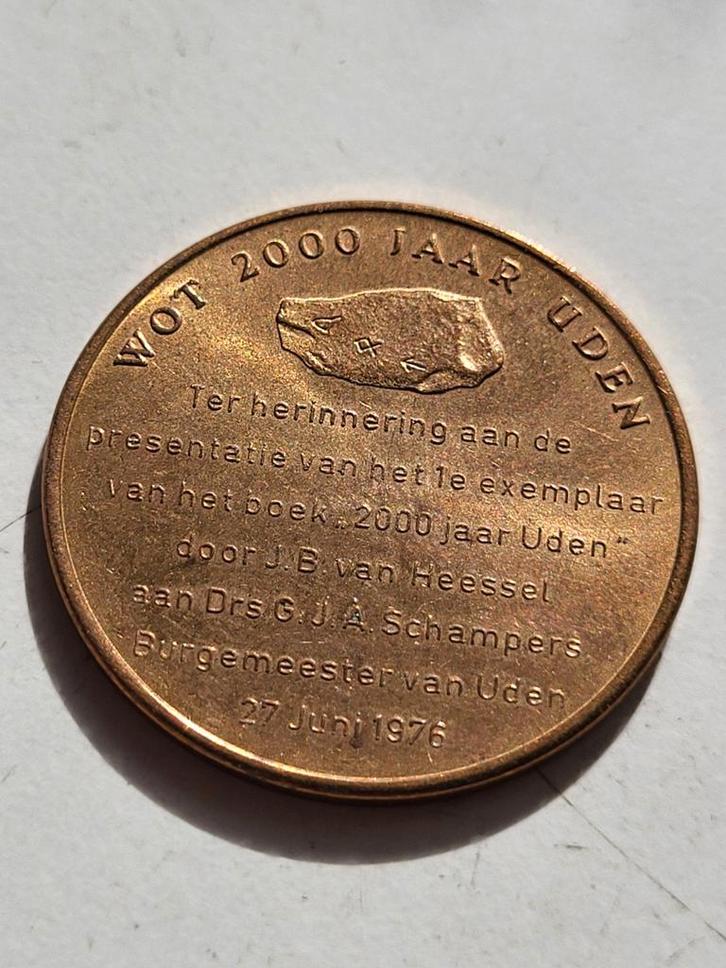 WOT 2000 JAAR UDEN
Ter herinnering aan de
presentatie van het 1e exemplaar
van het boek „2000 jaar Uden”
door J.B. van Heessel
aan Drs. G.J.A. Schampers
Burgemeester van Uden
27 Juni 1976